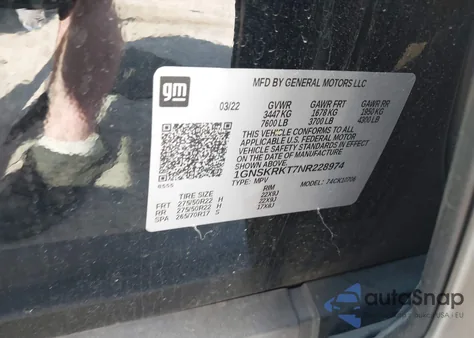 gm
MFD BY GENERAL MOTORS LLC
03/22 GVWR GAWR FRT GAWR RR
3447 KG 1678 KG 1950 KG
7600 LB 3700 LB 4300 LB
THIS VEHICLE CONFORMS TO ALL
APPLICABLE U.S. FEDERAL MOTOR
VEHICLE SAFETY STANDARDS IN EFFECT
ON THE DATE OF MANUFACTURE
1GNSKRKT7NR228974
TYPE: MPV MODEL:
TIRE SIZE RIM
FRT 275/50R22 H 22X9J
RR 275/50R22 H 22X9J
SPA 265/70R17 S 17X8J
autoSnap